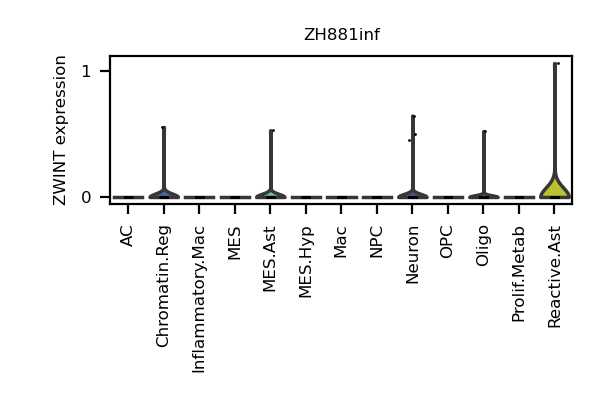 ZH881inf
ZWINT expression
1
0
AC
Chromatin.Reg
Inflammatory.Mac
MES
MES.Ast
MES.Hyp
Mac
NPC
Neuron
OPC
Oligo
Prolif.Metab
Reactive.Ast